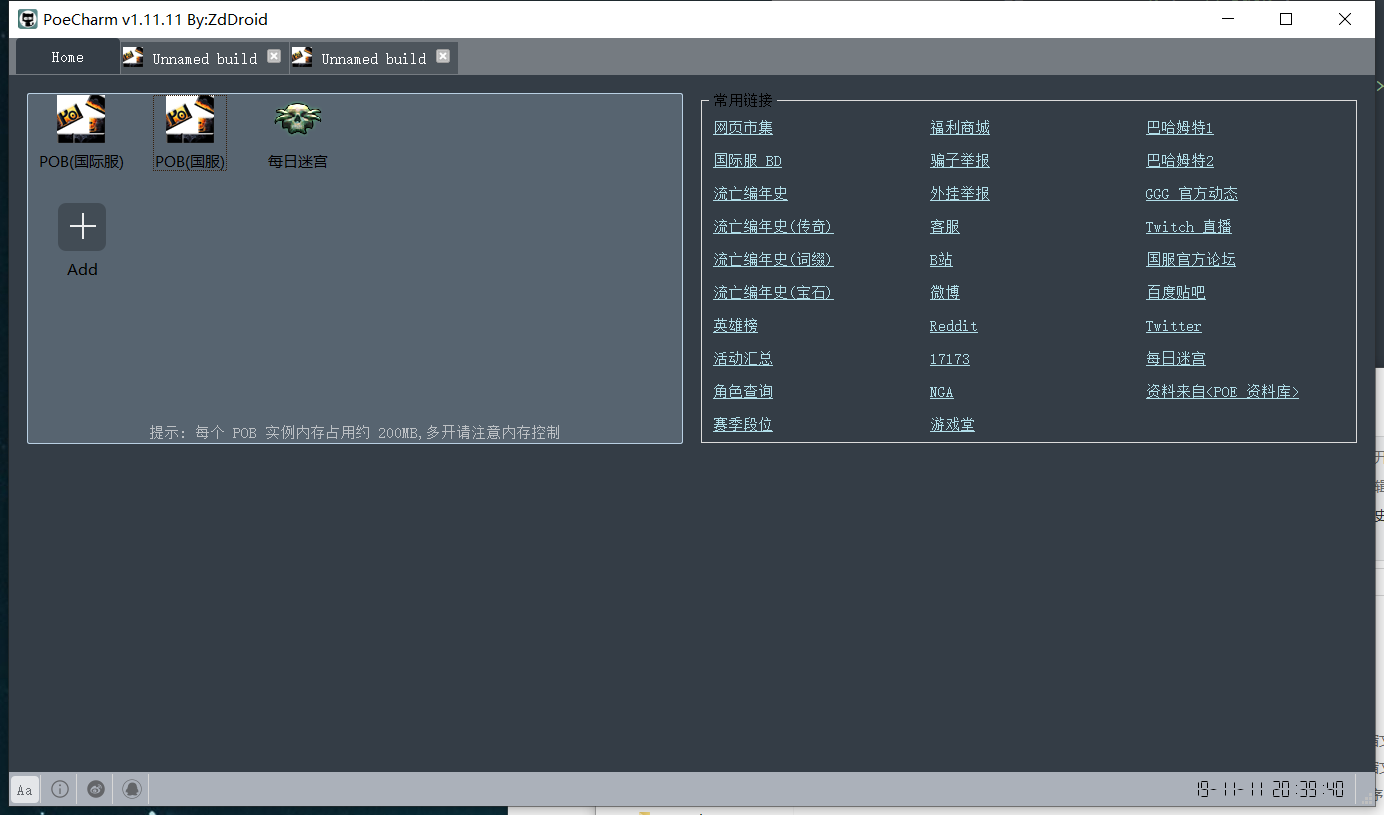 PoeCharm v1.11.11 By:ZdDroid
Home
Unnamed build
Unnamed build
POB(国际服)
POB(国服)
每日迷宫
Add
提示: 每个 POB 实例内存占用约 200MB,多开请注意内存控制
常用链接
网页市集
福利商城
巴哈姆特1
国际服 BD
骗子举报
巴哈姆特2
流亡编年史
外挂举报
GGG 官方动态
流亡编年史(传奇)
客服
Twitch 直播
流亡编年史(词缀)
B站
国服官方论坛
流亡编年史(宝石)
微博
百度贴吧
英雄榜
Reddit
Twitter
活动汇总
17173
每日迷宫
角色查询
NGA
资料来自<POE 资料库>
赛季段位
游戏堂
Aa
19-11-11 20:39:40